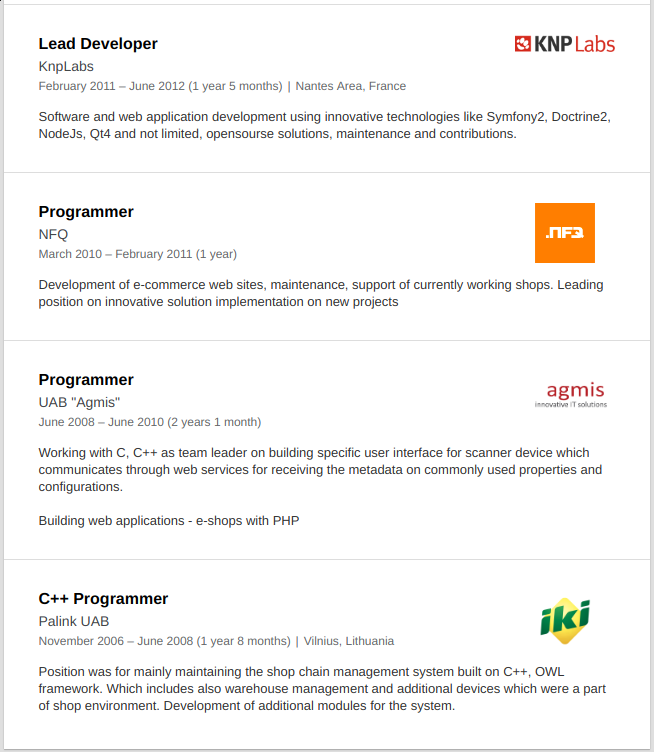 Lead Developer
KNP Labs
KnpLabs
February 2011 – June 2012 (1 year 5 months) | Nantes Area, France
Software and web application development using innovative technologies like Symfony2, Doctrine2,
NodeJs, Qt4 and not limited, opensourse solutions, maintenance and contributions.
Programmer
.NFQ
NFQ
March 2010 – February 2011 (1 year)
Development of e-commerce web sites, maintenance, support of currently working shops. Leading
position on innovative solution implementation on new projects
Programmer
agmis
innovative IT solutions
UAB "Agmis"
June 2008 – June 2010 (2 years 1 month)
Working with C, C++ as team leader on building specific user interface for scanner device which
communicates through web services for receiving the metadata on commonly used properties and
configurations.
Building web applications - e-shops with PHP
C++ Programmer
iki
Palink UAB
November 2006 – June 2008 (1 year 8 months) | Vilnius, Lithuania
Position was for mainly maintaining the shop chain management system built on C++, OWL
framework. Which includes also warehouse management and additional devices which were a part
of shop environment. Development of additional modules for the system.